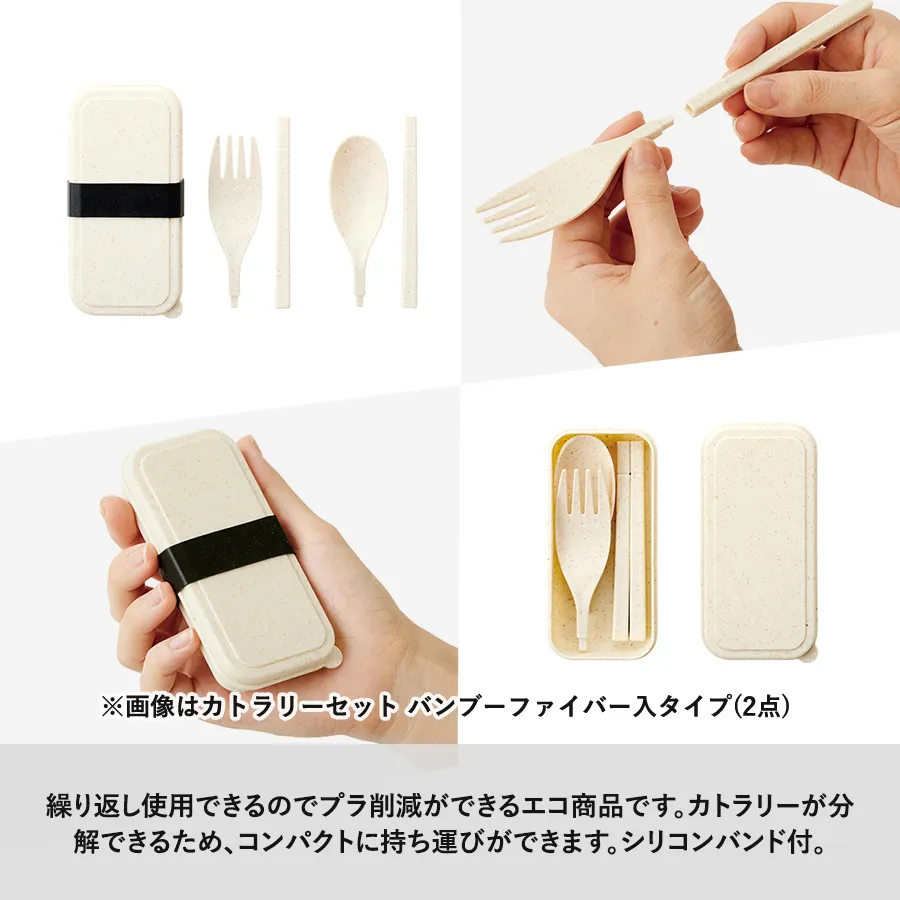 ※画像はカトラリーセット バンブーファイバー入タイプ(2点)
繰り返し使用できるのでプラ削減ができるエコ商品です。カトラリーが分
解できるため、コンパクトに持ち運びができます。シリコンバンド付。